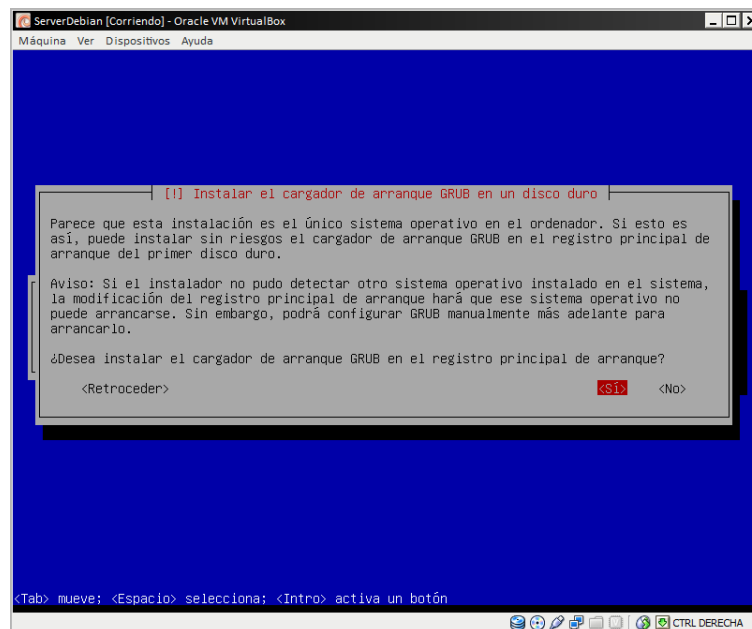 ServerDebian [Corriendo] - Oracle VM VirtualBox
Máquina Ver Dispositivos Ayuda
[!] Instalar el cargador de arranque GRUB en un disco duro
Parece que esta instalación es el único sistema operativo en el ordenador. Si esto es
así, puede instalar sin riesgos el cargador de arranque GRUB en el registro principal de
arranque del primer disco duro.
Aviso: Si el instalador no pudo detectar otro sistema operativo instalado en el sistema,
la modificación del registro principal de arranque hará que ese sistema operativo no
puede arrancarse. Sin embargo, podrá configurar GRUB manualmente más adelante para
arrancarlo.
¿Desea instalar el cargador de arranque GRUB en el registro principal de arranque?
<Retroceder> <Sí> <No>
<Tab> mueve; <Espacio> selecciona; <Intro> activa un botón
CTRL DERECHA